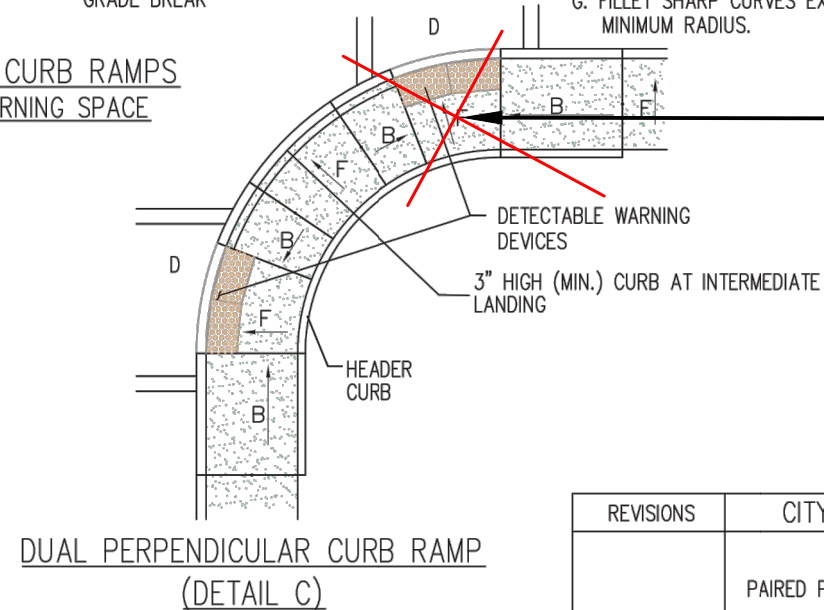 GRADE BREAK
G. FILLET SHARP CURVES EX
MINIMUM RADIUS.
CURB RAMPS
RNING SPACE
D
B
F
F
B
F
B
D
F
B
DETECTABLE WARNING
DEVICES
3" HIGH (MIN.) CURB AT INTERMEDIATE
LANDING
HEADER
CURB
DUAL PERPENDICULAR CURB RAMP
(DETAIL C)
REVISIONS
CITY
PAIRED P